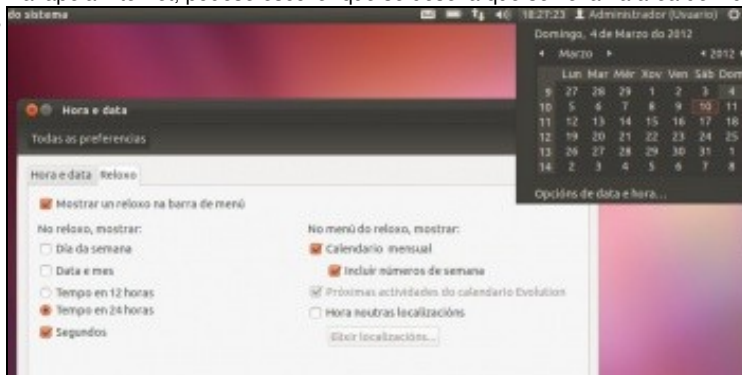 do sistema
18:27:23 Administrador (Usuario)
Domingo, 4 de Marzo do 2012
Marzo 2012
Lun Mar Mér Xov Ven Sáb Dom
9 27 28 29 1 2 3 4
10 5 6 7 8 9 10 11
11 12 13 14 15 16 17 18
12 19 20 21 22 23 24 25
13 26 27 28 29 30 31 1
14 2 3 4 5 6 7 8
Opcións de data e hora...
Hora e data
Todas as preferencias
Hora e data Reloxo
Mostrar un reloxo na barra de menú
No reloxo, mostrar:
Día da semana
Data e mes
Tempo en 12 horas
Tempo en 24 horas
Segundos
No menú do reloxo, mostrar:
Calendario mensual
Incluír números de semana
Próximas actividades do calendario Evolution
Hora noutras localizacións
Elixir localizacións...